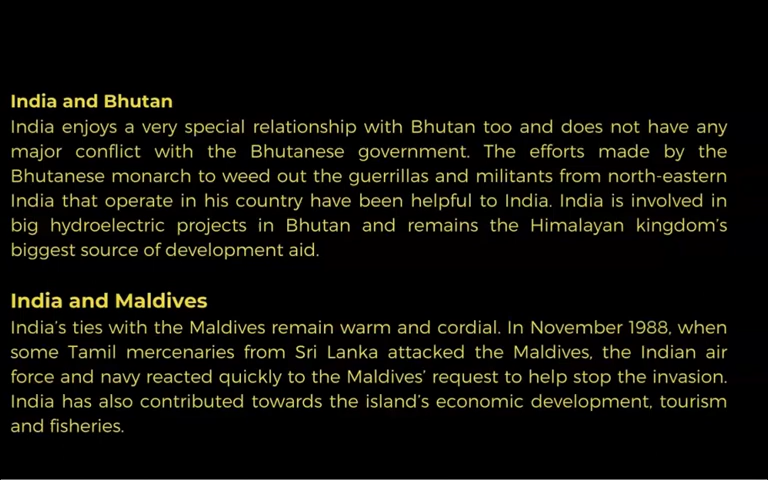 India and Bhutan
India enjoys a very special relationship with Bhutan too and does not have any
major conflict with the Bhutanese government. The efforts made by the
Bhutanese monarch to weed out the guerrillas and militants from north-eastern
India that operate in his country have been helpful to India. India is involved in
big hydroelectric projects in Bhutan and remains the Himalayan kingdom's
biggest source of development aid.
India and Maldives
India's ties with the Maldives remain warm and cordial. In November 1988, when
some Tamil mercenaries from Sri Lanka attacked the Maldives, the Indian air
force and navy reacted quickly to the Maldives' request to help stop the invasion.
India has also contributed towards the island's economic development, tourism
and fisheries.